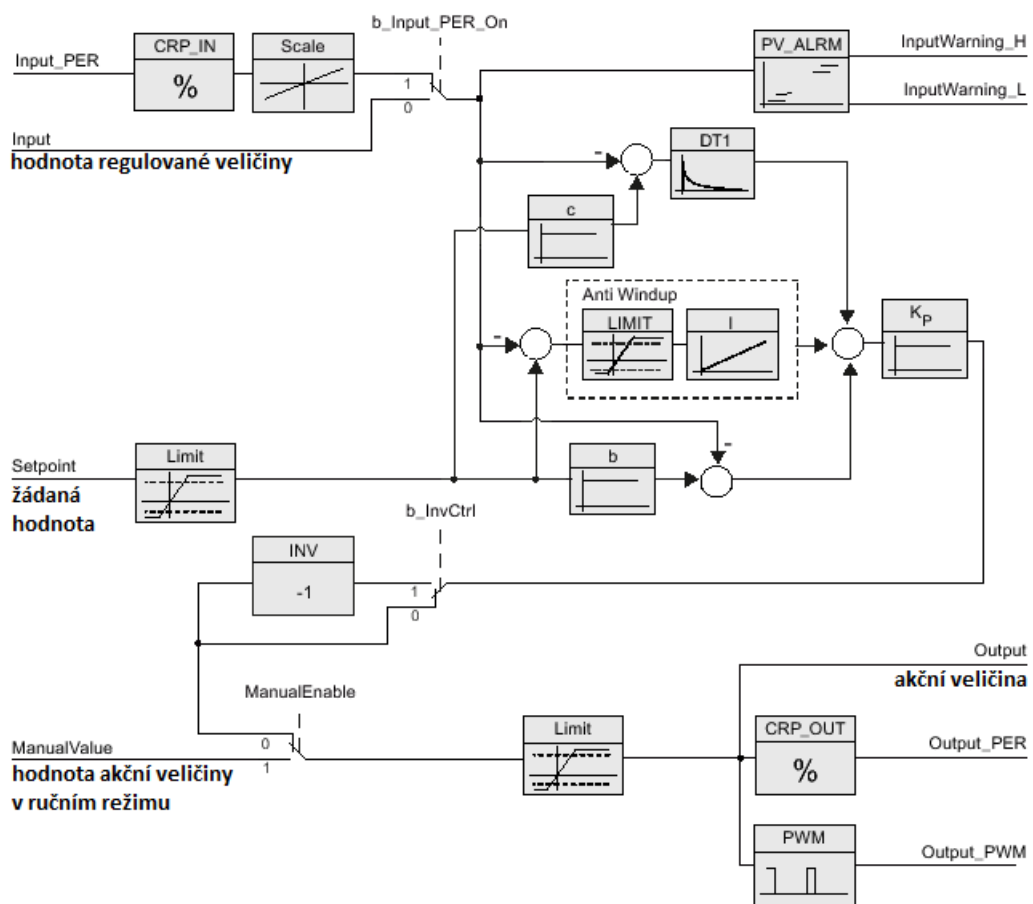 b_Input_PER_On
CRP_IN
Scale
PV_ALRM
InputWarning_H
Input_PER
%
1
0
InputWarning_L
Input
hodnota regulované veličiny
-
DT1
c
Anti Windup
-
LIMIT
I
K_P
Setpoint
Limit
-
b
žádaná
hodnota
b_InvCtrl
INV
-1
1
0
Output
akční veličina
ManualEnable
ManualValue
0
1
Limit
CRP_OUT
%
Output_PER
hodnota akční veličiny
v ručním režimu
PWM
Output_PWM